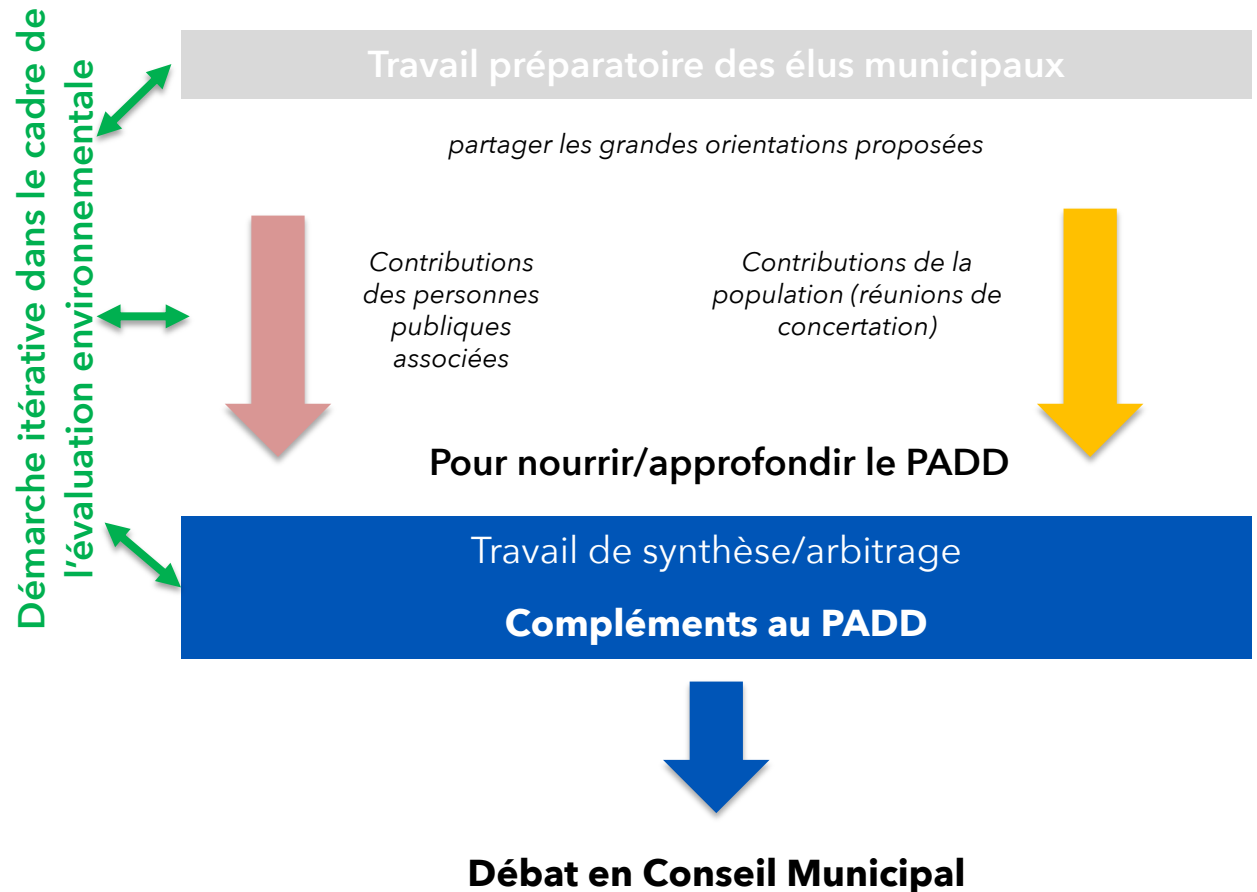 Démarche itérative dans le cadre de
l'évaluation environnementale
Travail préparatoire des élus municipaux
partager les grandes orientations proposées
Contributions
des personnes
publiques
associées
Contributions de la
population (réunions de
concertation)
Pour nourrir/approfondir le PADD
Travail de synthèse/arbitrage
Compléments au PADD
Débat en Conseil Municipal